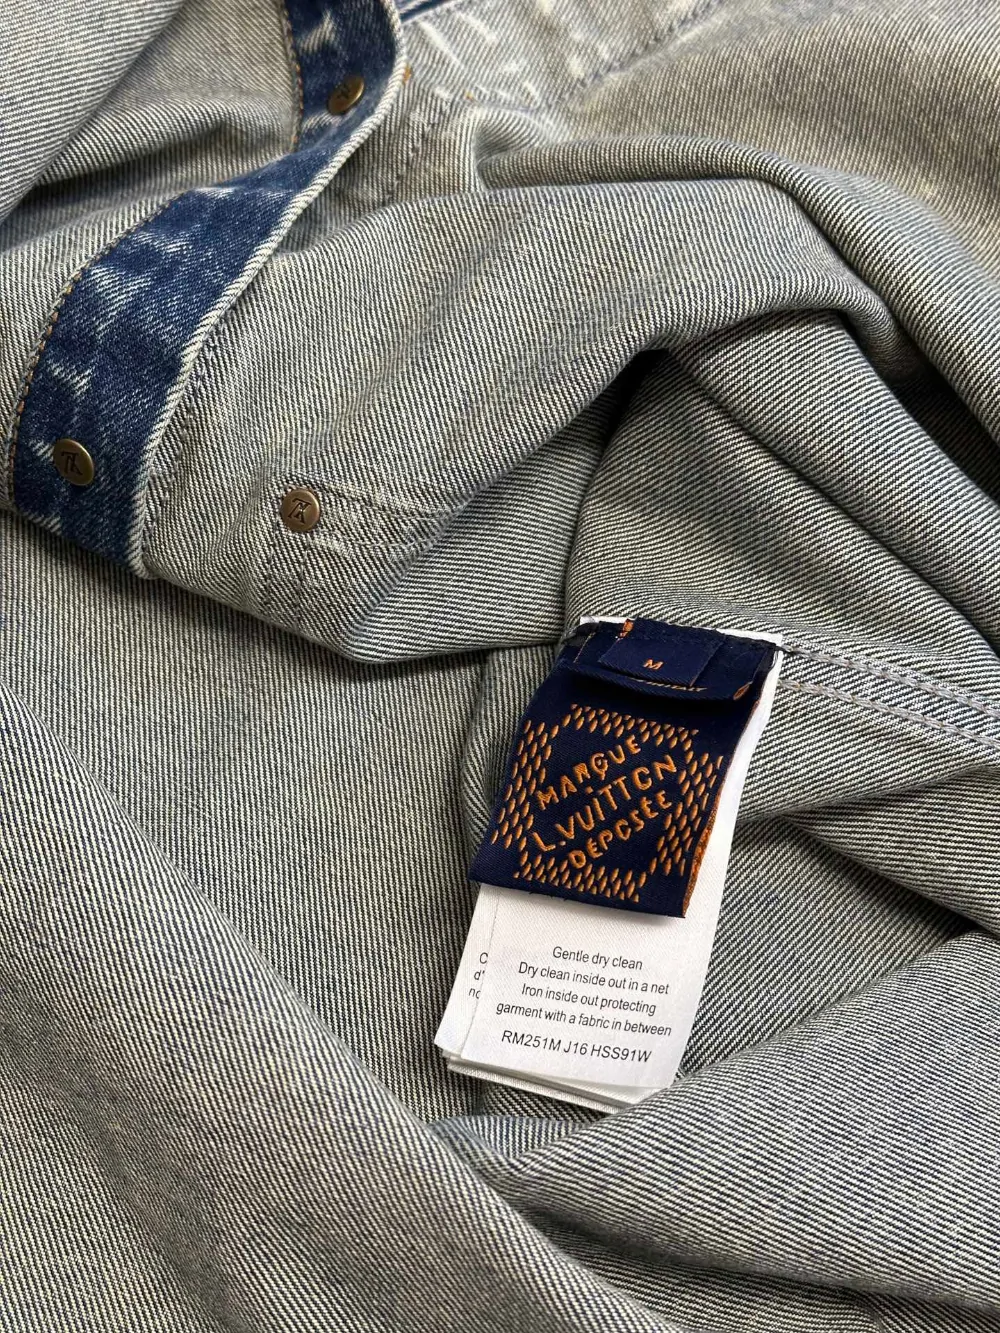 M
MARQUE
L.VUITTON
DÉPOSÉE
Gentle dry clean
Dry clean inside out in a net
Iron inside out protecting
garment with a fabric in between
RM251M J16 HSS91W